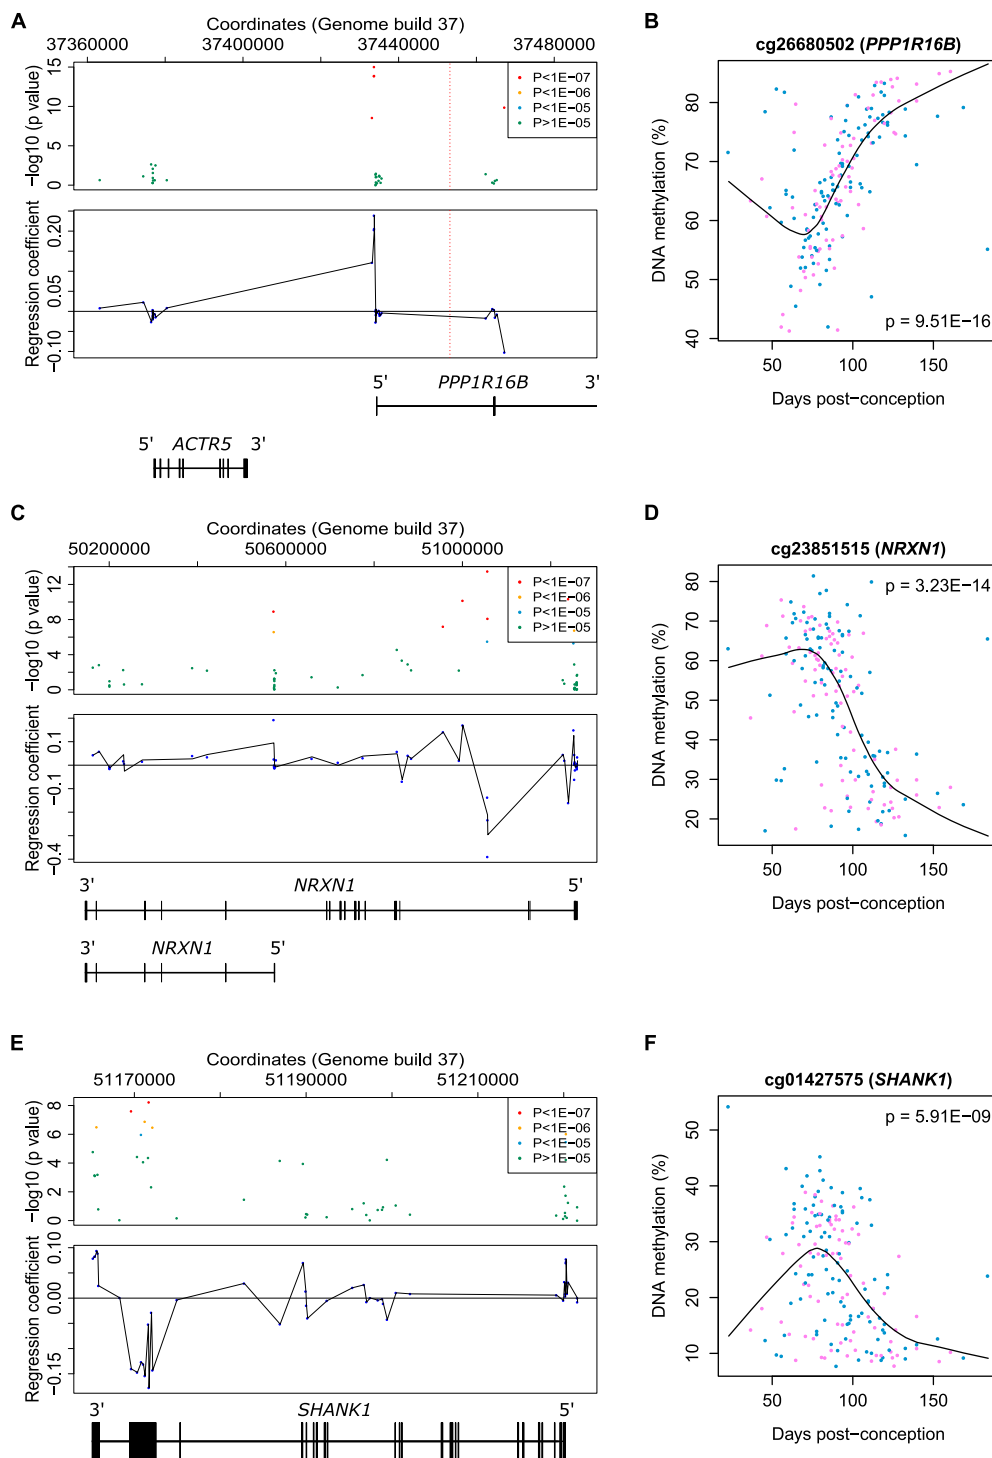 A
Coordinates (Genome build 37)
37360000 37400000 37440000 37480000
−log10 (p value)
15
10
5
0
P<1E−07
P<1E−06
P<1E−05
P>1E−05
Regression coefficient
0.20
0.05
−0.10
5' PPP1R16B 3'
5' ACTR5 3'
B
cg26680502 (PPP1R16B)
DNA methylation (%)
80
70
60
50
40
p = 9.51E−16
50 100 150
Days post−conception
C
Coordinates (Genome build 37)
50200000 50600000 51000000
−log10 (p value)
12
8
4
0
P<1E−07
P<1E−06
P<1E−05
P>1E−05
Regression coefficient
0.1
−0.1
−0.4
3' NRXN1 5'
3' NRXN1 5'
D
cg23851515 (NRXN1)
p = 3.23E−14
DNA methylation (%)
80
70
60
50
40
30
20
50 100 150
Days post−conception
E
Coordinates (Genome build 37)
51170000 51190000 51210000
−log10 (p value)
8
6
4
2
0
P<1E−07
P<1E−06
P<1E−05
P>1E−05
Regression coefficient
0.10
0.00
−0.15
3' SHANK1 5'
F
cg01427575 (SHANK1)
p = 5.91E−09
DNA methylation (%)
50
40
30
20
10
50 100 150
Days post−conception